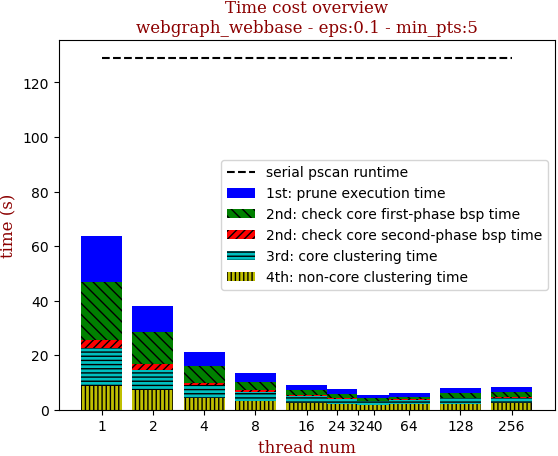 Time cost overview
webgraph_webbase - eps:0.1 - min_pts:5
time (s)
120
100
80
60
40
20
0
serial pscan runtime
1st: prune execution time
2nd: check core first-phase bsp time
2nd: check core second-phase bsp time
3rd: core clustering time
4th: non-core clustering time
1 2 4 8 16 24 32 40 64 128 256
thread num